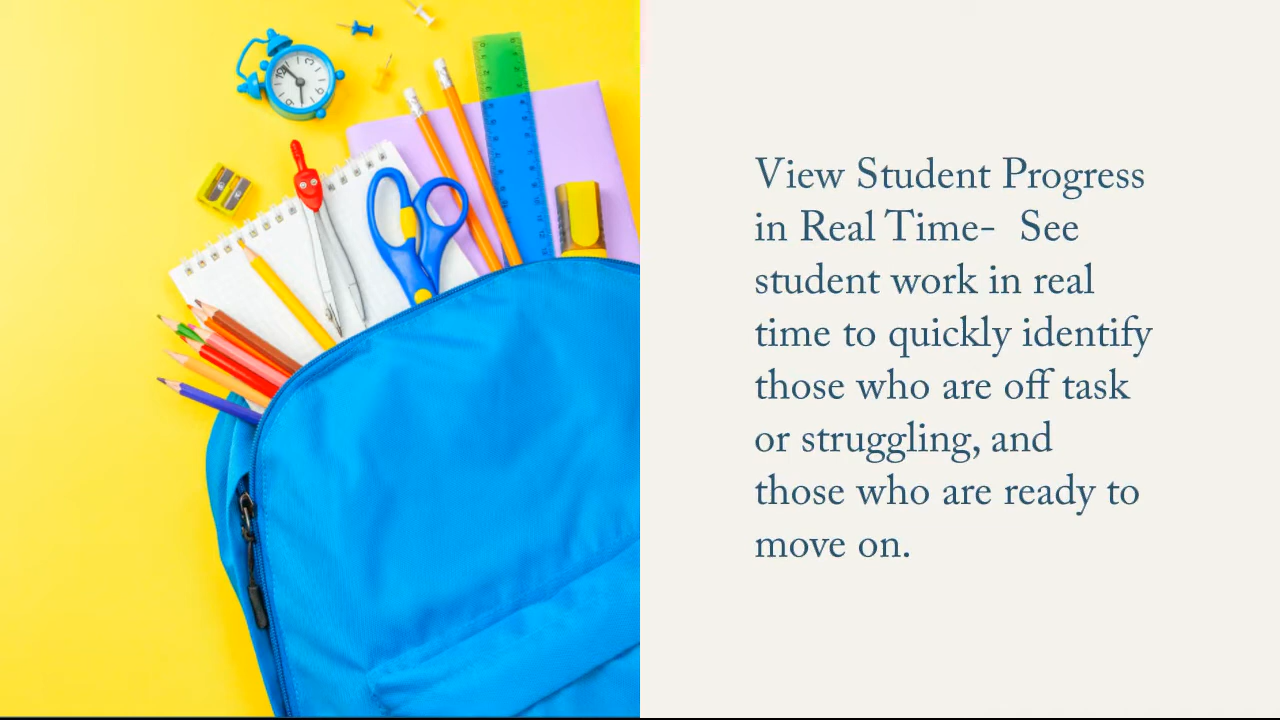 View Student Progress
in Real Time-  See
student work in real
time to quickly identify
those who are off task
or struggling, and
those who are ready to
move on.